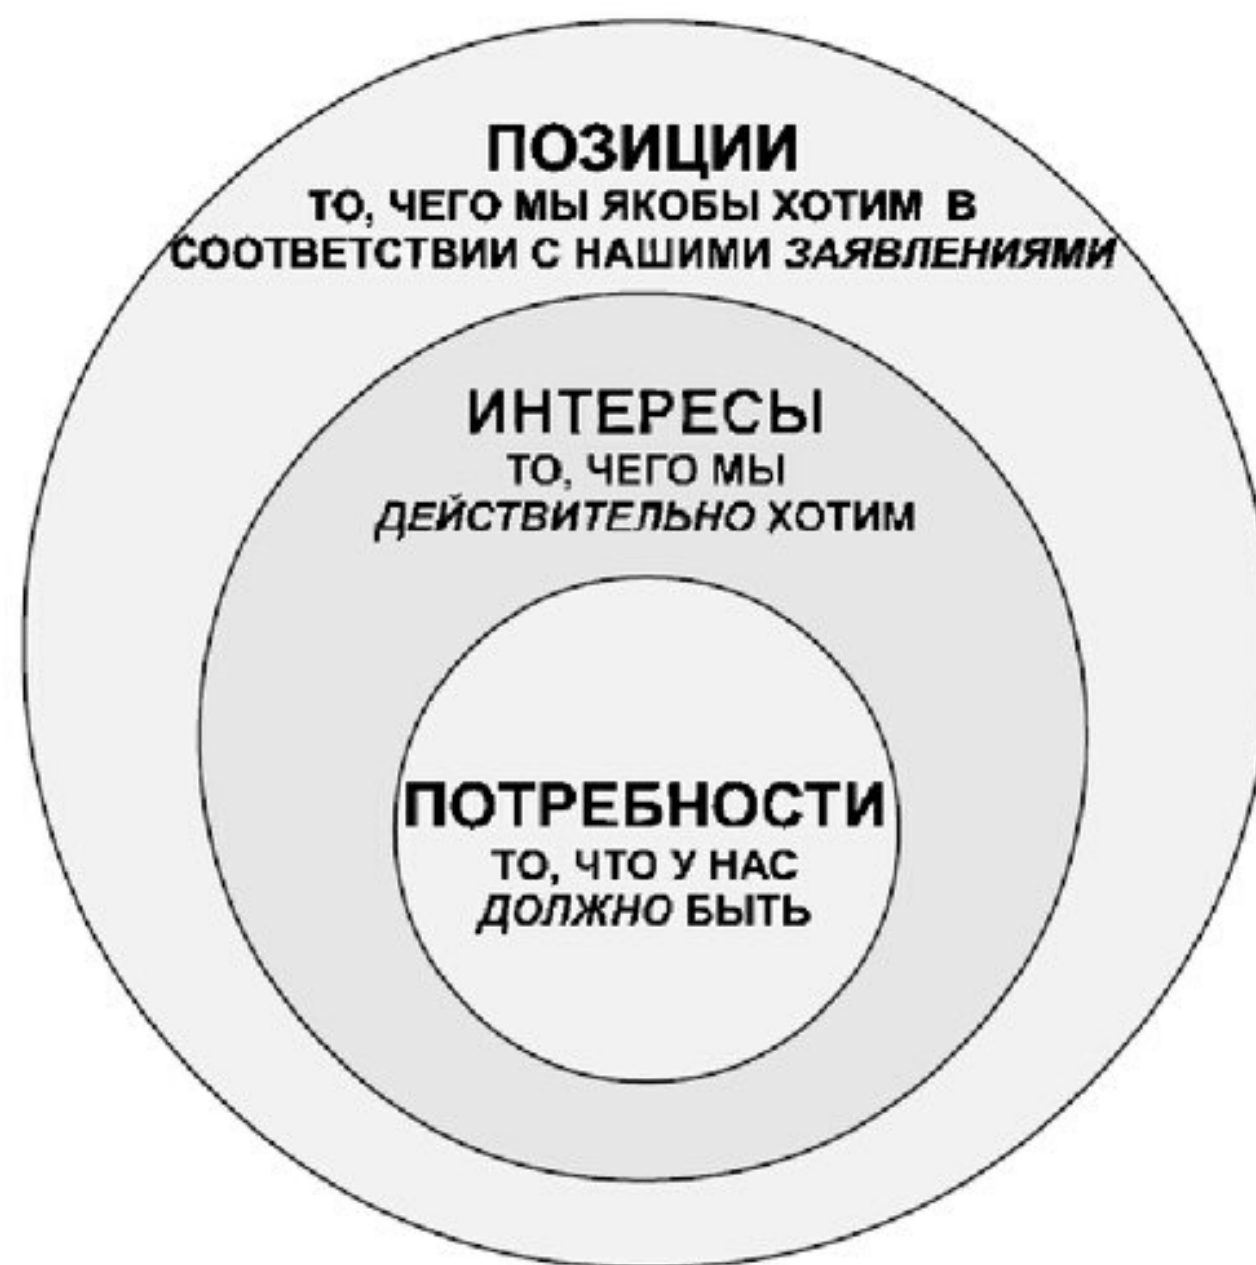 ПОЗИЦИИ
ТО, ЧЕГО МЫ ЯКОБЫ ХОТИМ В
СООТВЕТСТВИИ С НАШИМИ ЗАЯВЛЕНИЯМИ
ИНТЕРЕСЫ
ТО, ЧЕГО МЫ
ДЕЙСТВИТЕЛЬНО ХОТИМ
ПОТРЕБНОСТИ
ТО, ЧТО У НАС
ДОЛЖНО БЫТЬ